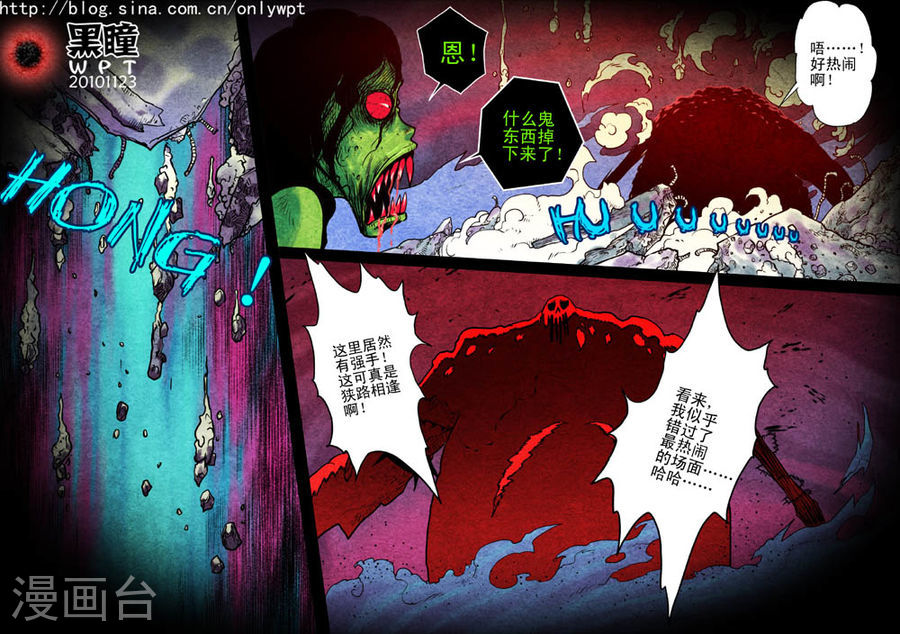 http://blog.sina.com.cn/onlywpt
黑瞳
WPT
20101123
HONG!
恩！
什么鬼
东西掉
下来了！
唔……！
好热闹
啊！
HUUUUUUUUUU
这里居然
有强手！
这可真是
狭路相逢
啊！
看来，
我似乎
错过了
最热闹
的场面……
哈哈……
漫画台